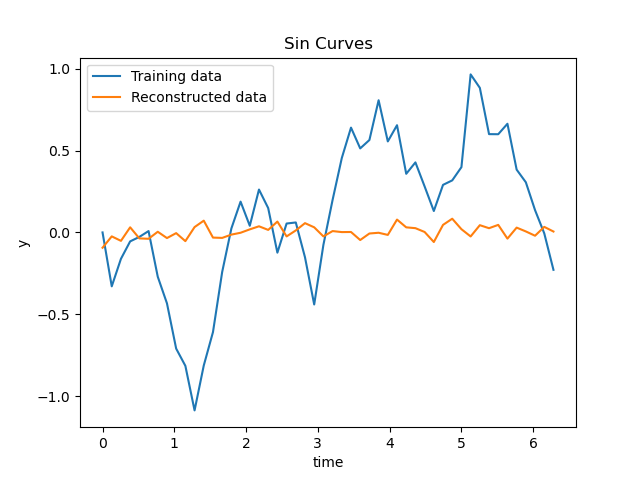 Sin Curves
Training data
Reconstructed data
1.0
0.5
0.0
−0.5
−1.0
y
0 1 2 3 4 5 6
time